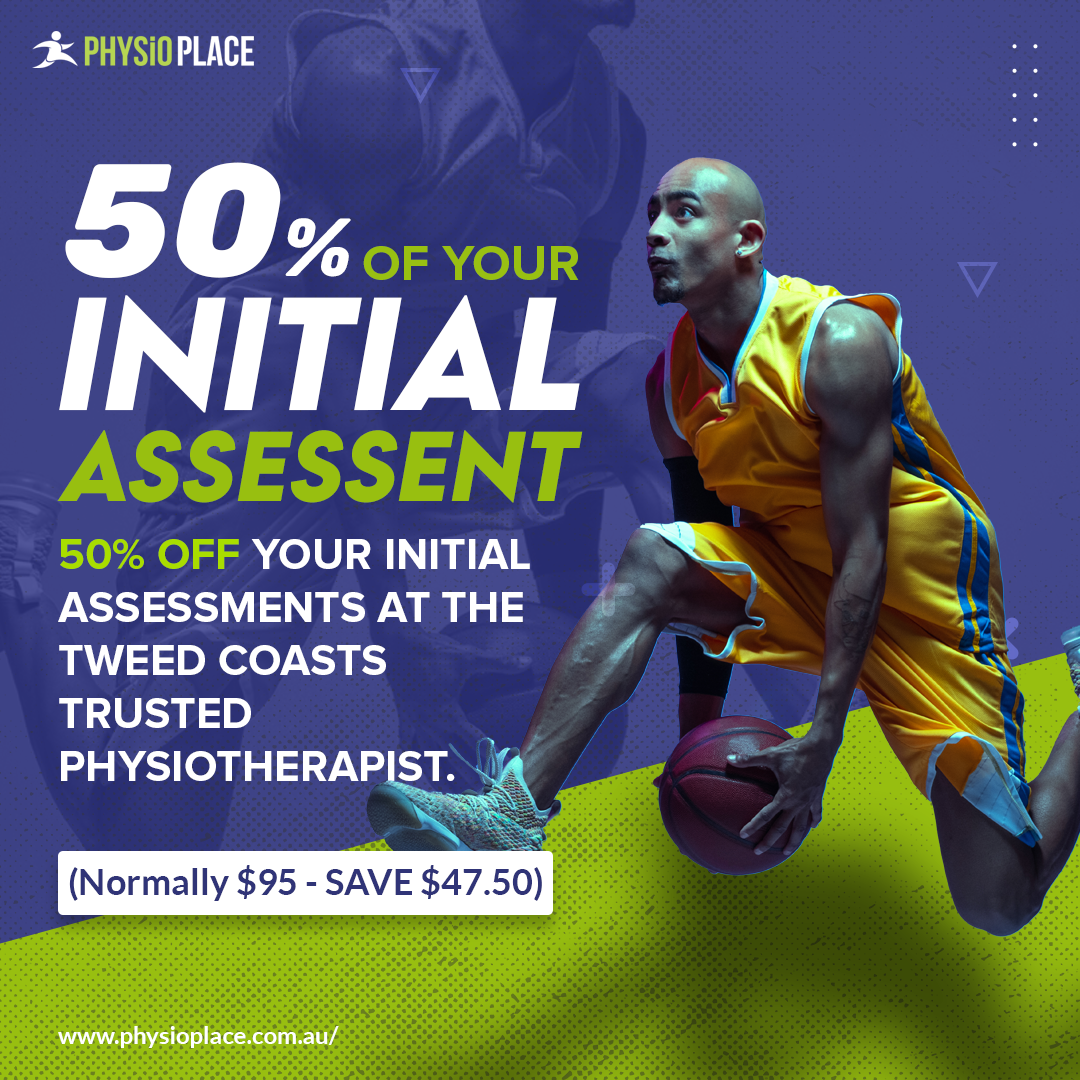 PHYSiO PLACE
50% OF YOUR
INITIAL
ASSESSENT
50% OFF YOUR INITIAL
ASSESSMENTS AT THE
TWEED COASTS
TRUSTED
PHYSIOTHERAPIST.
(Normally $95 - SAVE $47.50)
www.physioplace.com.au/